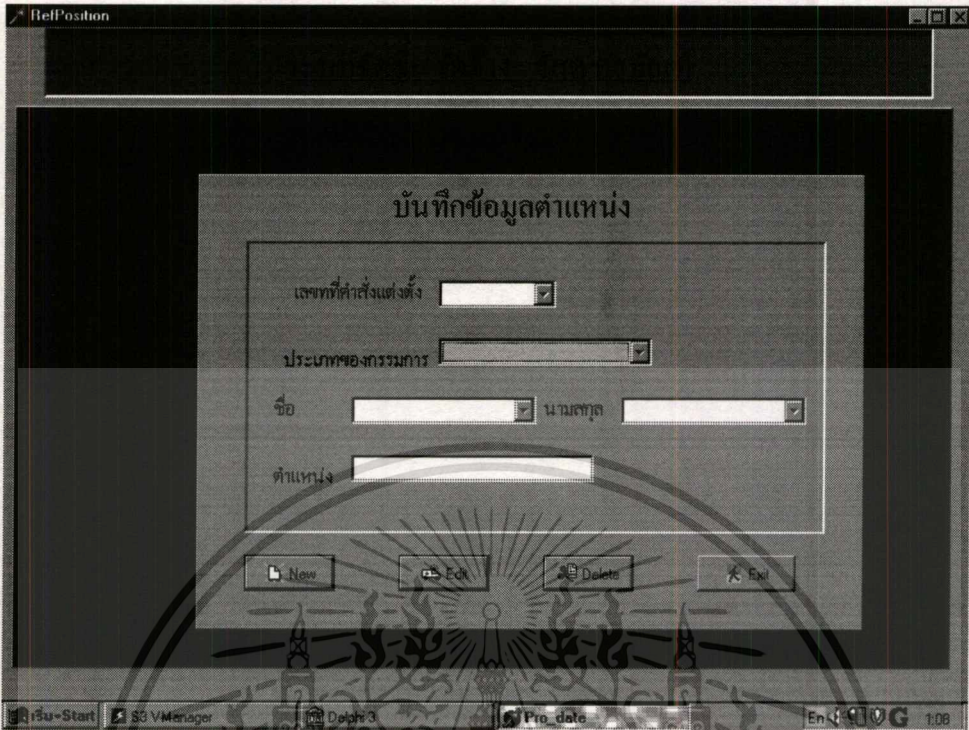 RefPosition
บันทึกข้อมูลตำแหน่ง
เลขที่คำสั่งแต่งตั้ง
ประเภทของกรรมการ
ชื่อ นามสกุล
ตำแหน่ง
New Edit Delete Exit
เริ่ม-Start S3 VManager Delphi 3 Pro_date En 1:08